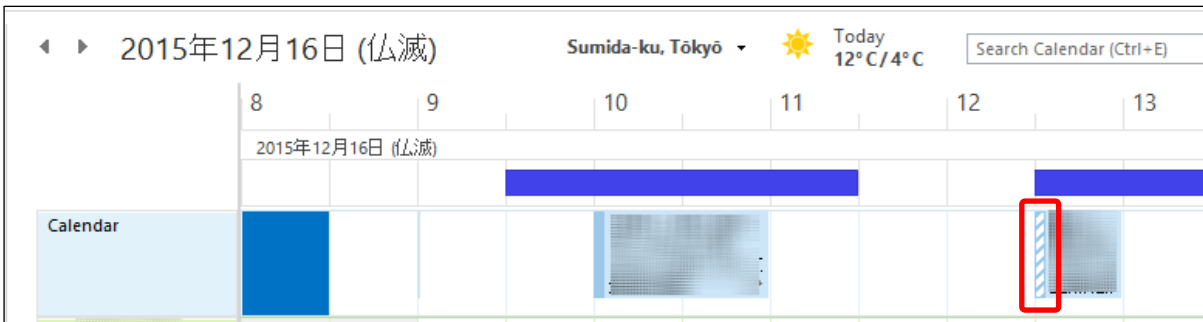 2015年12月16日 (仏滅)
Sumida-ku, Tōkyō
Today
12°C/4°C
Search Calendar (Ctrl+E)
8 9 10 11 12 13
2015年12月16日 (仏滅)
Calendar